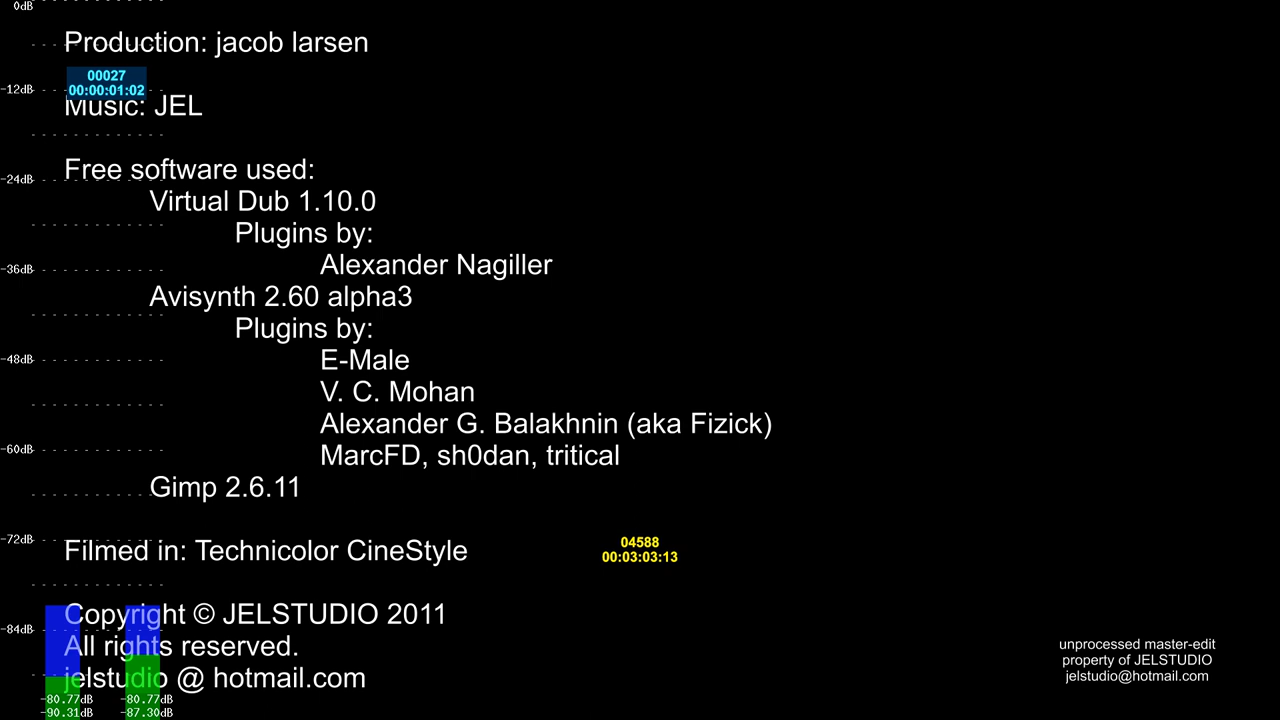 0dB
Production: jacob larsen
00027
-12dB
00:00:01:02
Music: JEL
Free software used:
-24dB
Virtual Dub 1.10.0
Plugins by:
Alexander Nagiller
-36dB
Avisynth 2.60 alpha3
Plugins by:
E-Male
-48dB
V. C. Mohan
Alexander G. Balakhnin (aka Fizick)
MarcFD, sh0dan, tritical
-60dB
Gimp 2.6.11
-72dB
Filmed in: Technicolor CineStyle
04588
00:03:03:13
Copyright © JELSTUDIO 2011
-84dB
All rights reserved.
jelstudio @ hotmail.com
unprocessed master-edit
property of JELSTUDIO
jelstudio@hotmail.com
-80.77dB -80.77dB
-90.31dB -87.30dB